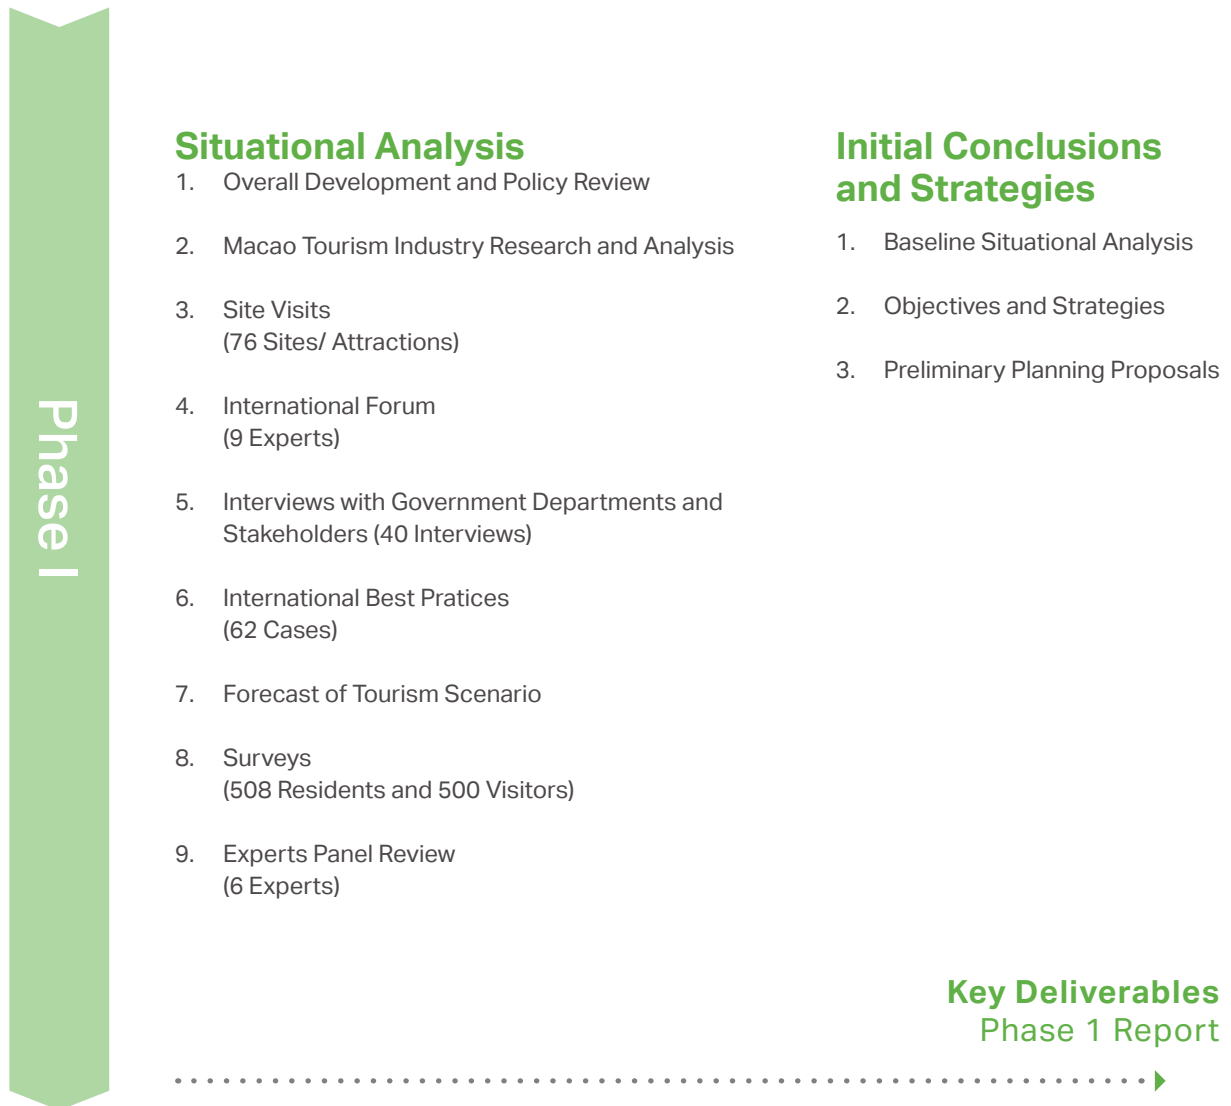 Phase I
Situational Analysis
1. Overall Development and Policy Review
2. Macao Tourism Industry Research and Analysis
3. Site Visits
(76 Sites/ Attractions)
4. International Forum
(9 Experts)
5. Interviews with Government Departments and
Stakeholders (40 Interviews)
6. International Best Pratices
(62 Cases)
7. Forecast of Tourism Scenario
8. Surveys
(508 Residents and 500 Visitors)
9. Experts Panel Review
(6 Experts)
Initial Conclusions
and Strategies
1. Baseline Situational Analysis
2. Objectives and Strategies
3. Preliminary Planning Proposals
Key Deliverables
Phase 1 Report